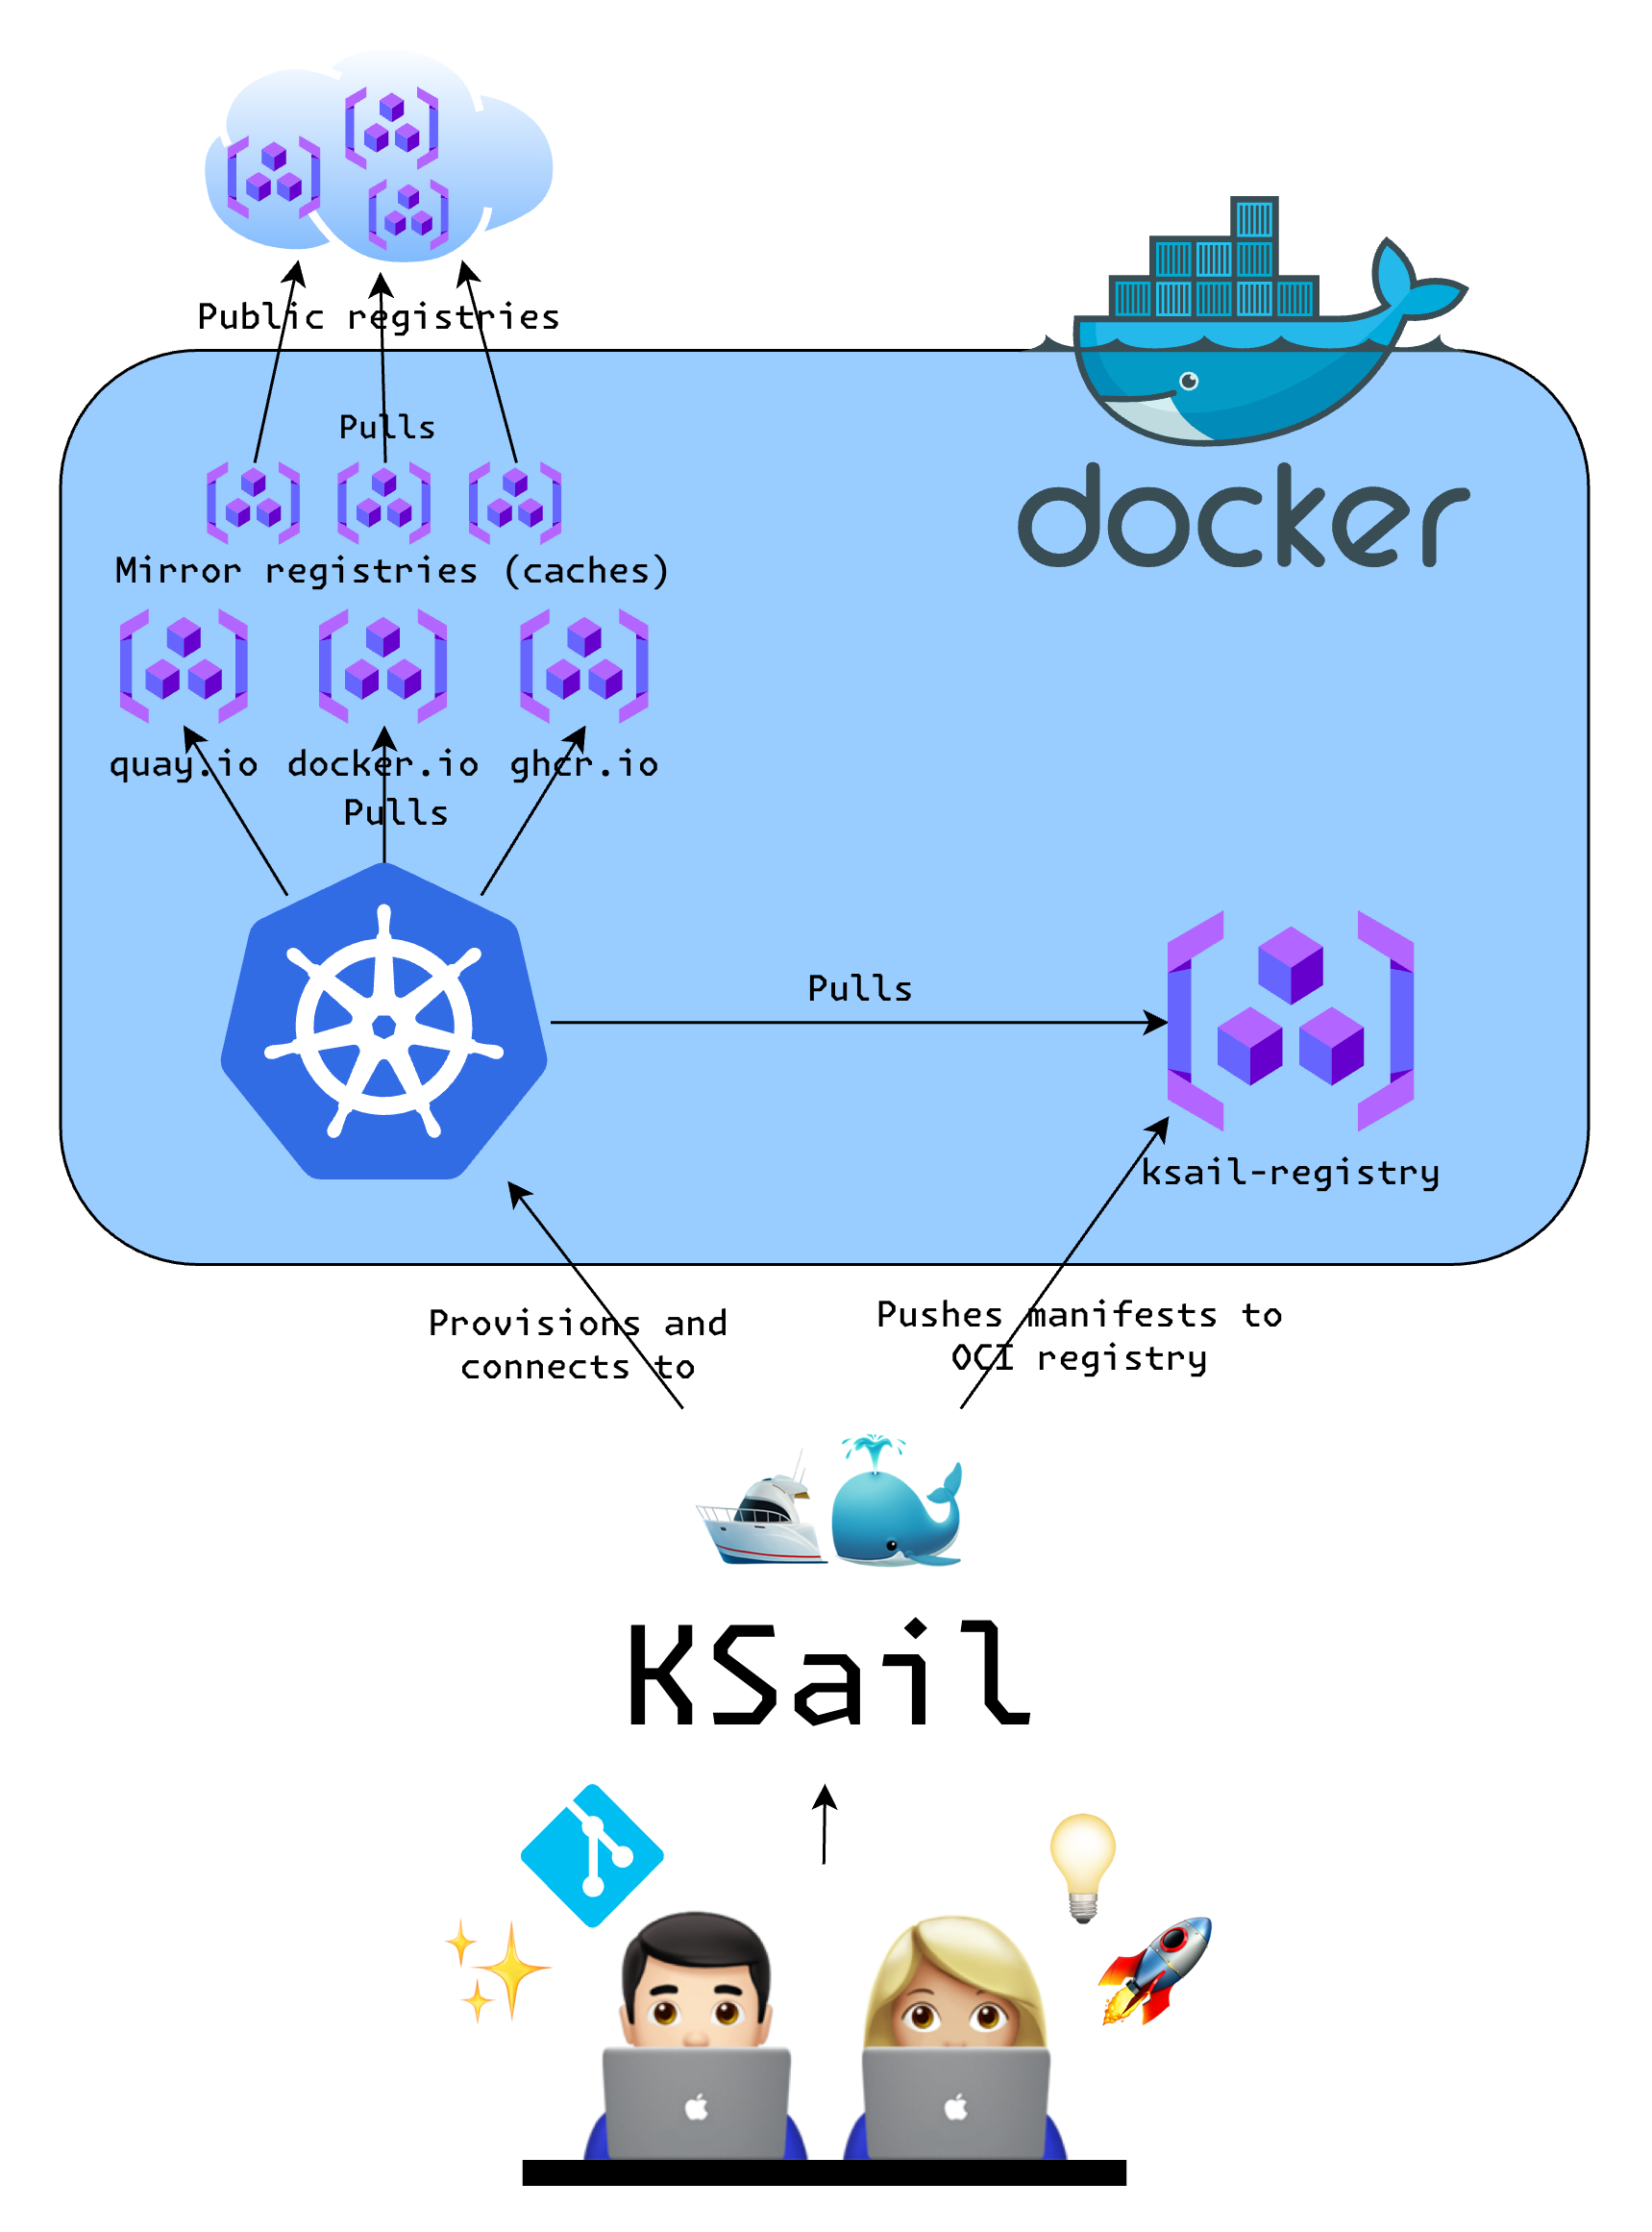 Public registries
docker
Pulls
Mirror registries (caches)
quay.io docker.io ghcr.io
Pulls
Pulls
ksail-registry
Provisions and
connects to
Pushes manifests to
OCI registry
KSail